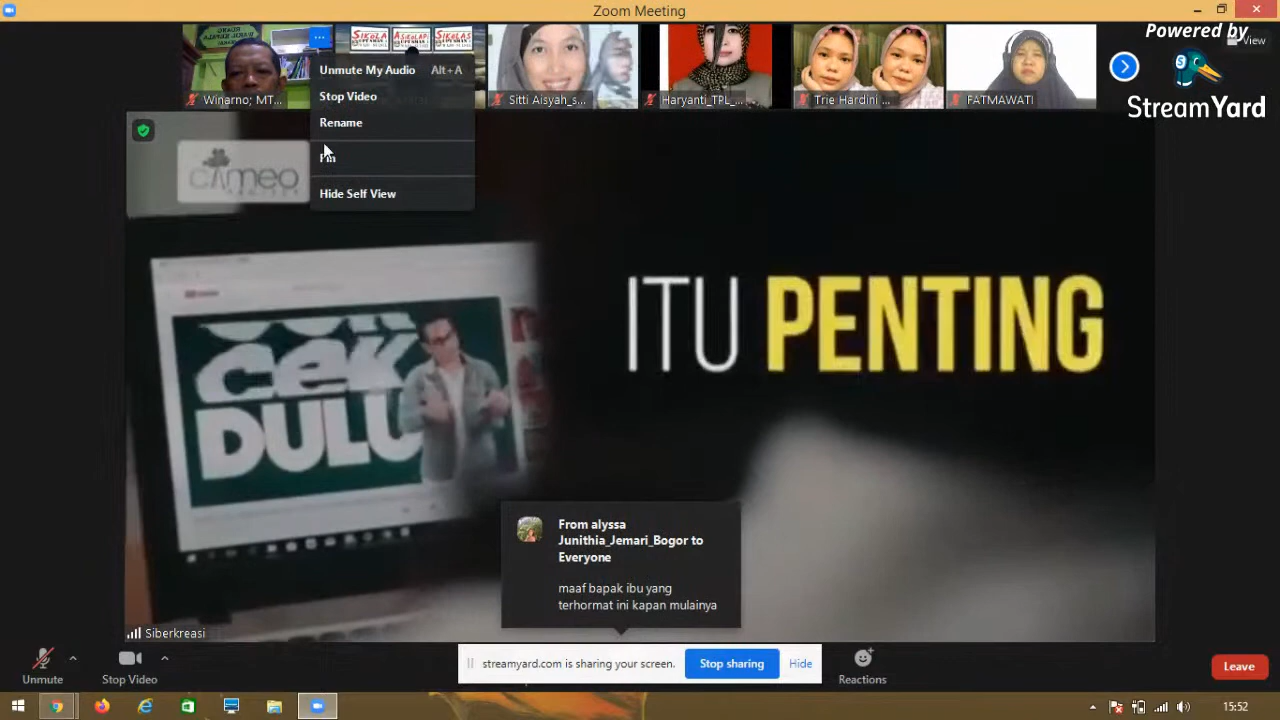 Zoom Meeting
Powered by
StreamYard
View
Unmute My Audio Alt+A
Stop Video
Rename
Pin
Hide Self View
Winarno; MT...
Sitti Aisyah_s...
Haryanti_TPL_...
Trie Hardini ...
FATMAWATI
cameo
CEK
DULU
ITU PENTING
From alyssa
Junithia_Jemari_Bogor to
Everyone
maaf bapak ibu yang
terhormat ini kapan mulainya
Siberkreasi
Unmute
Stop Video
streamyard.com is sharing your screen.
Stop sharing
Hide
Reactions
Leave
15:52